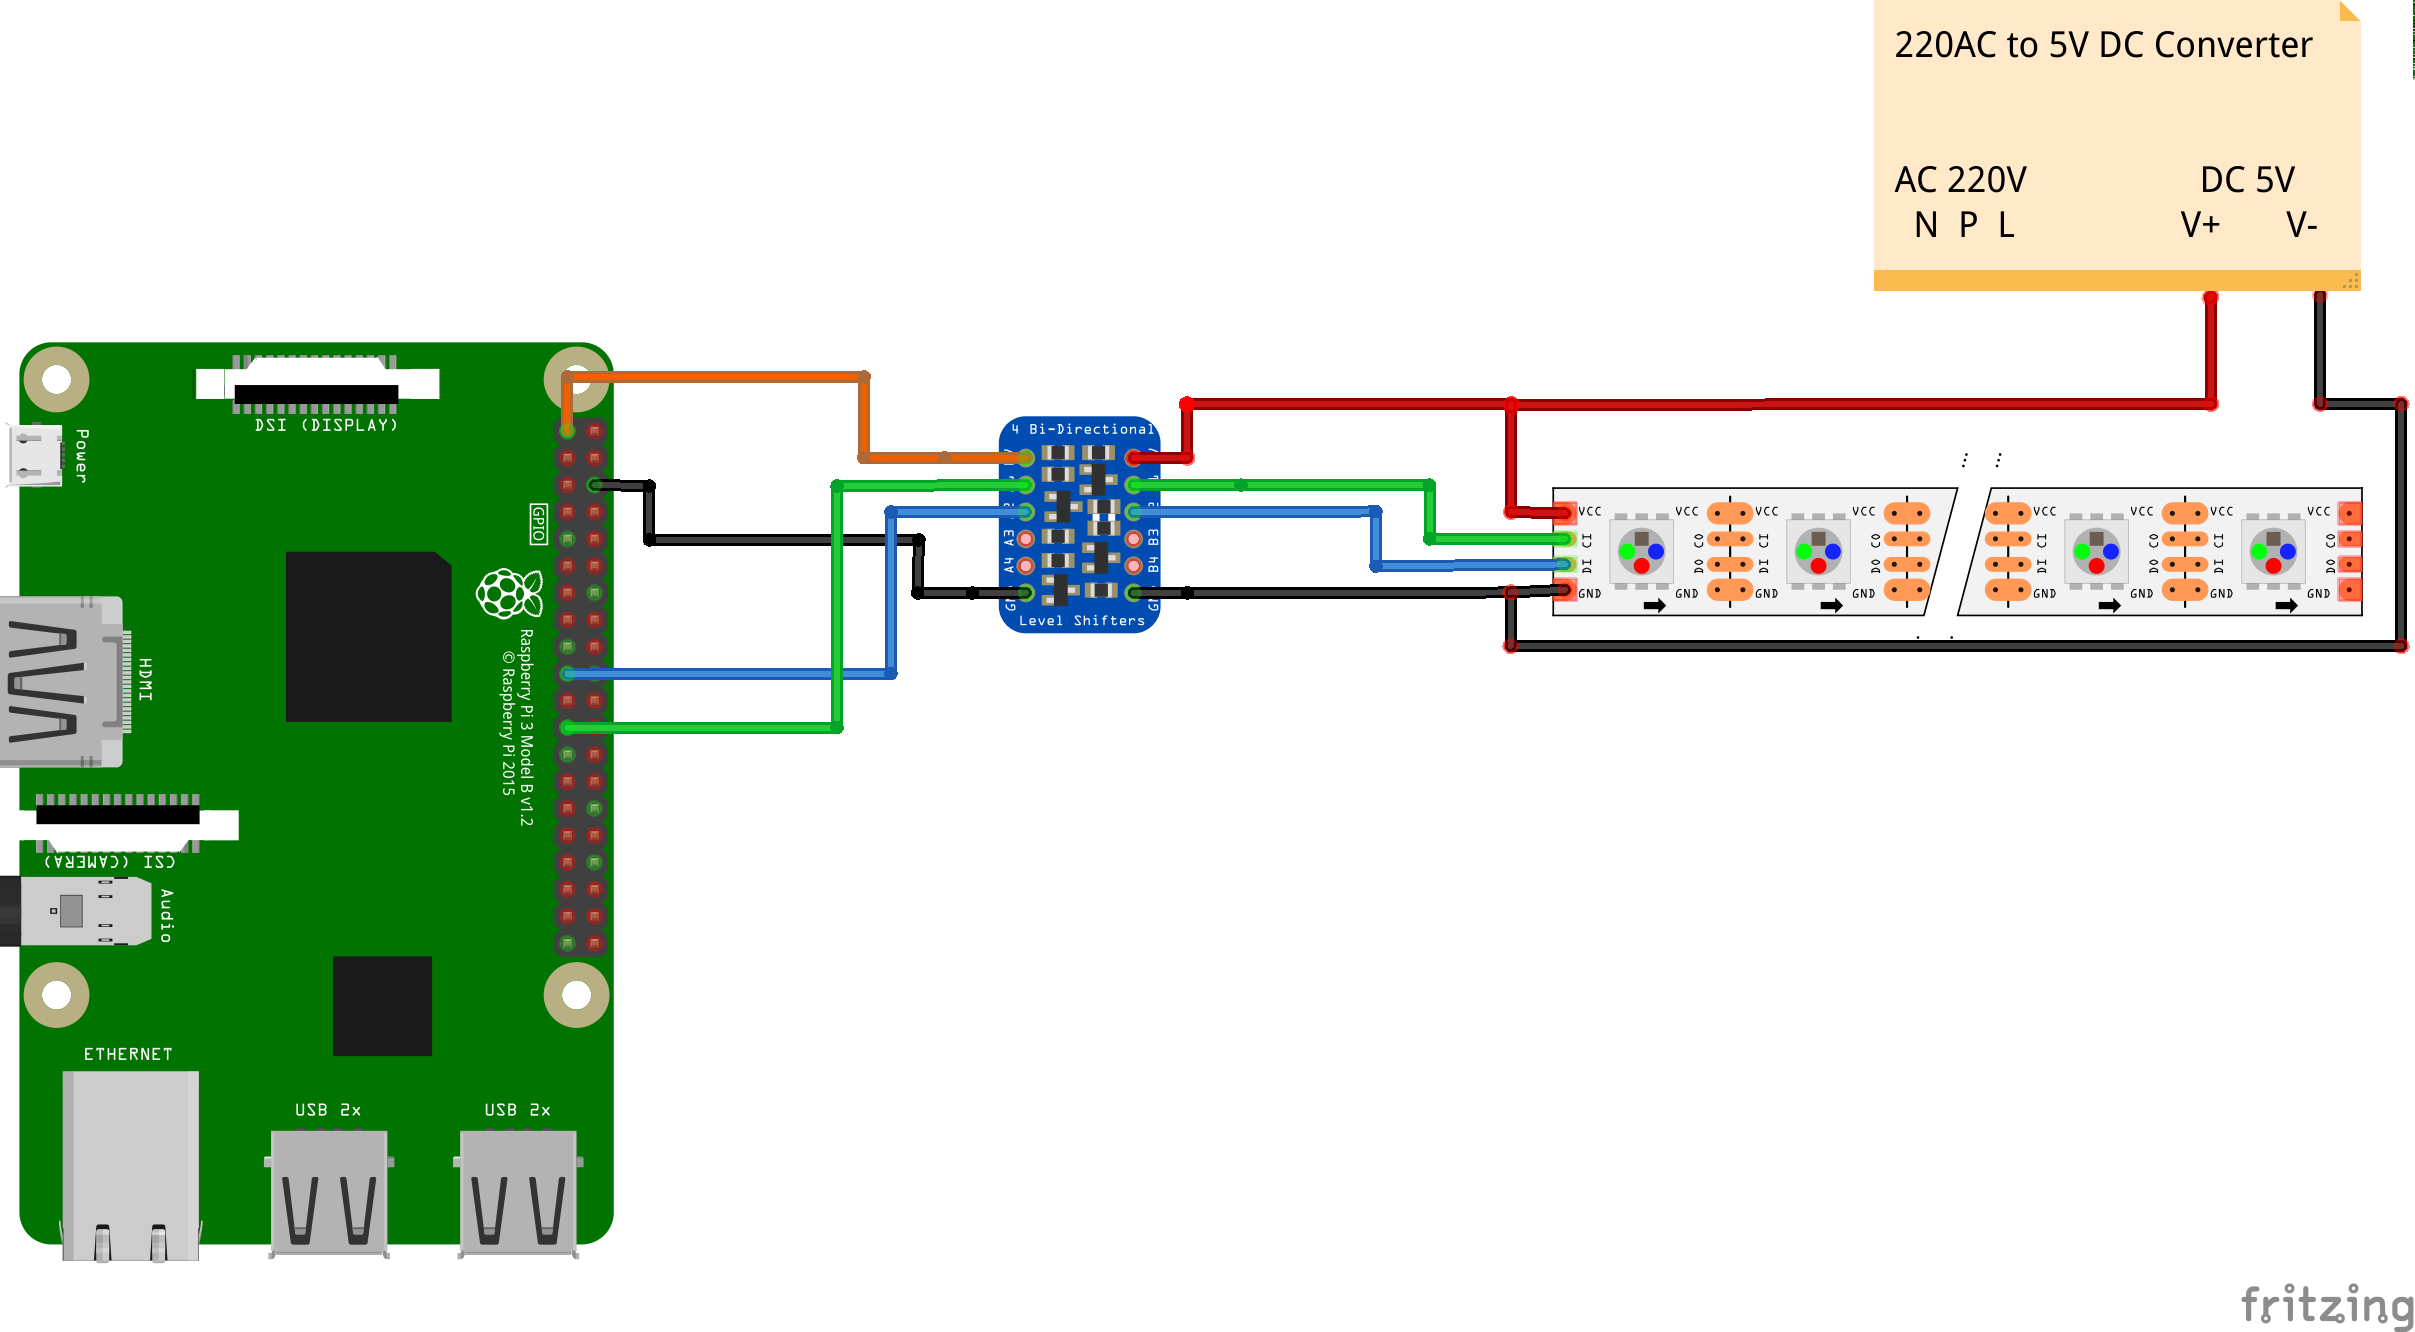 220AC to 5V DC Converter
AC 220V DC 5V
N P L V+ V-
DSI (DISPLAY)
Power
GPIO
HDMI
Raspberry Pi 3 Model B v1.2
© Raspberry Pi 2015
CSI (CAMERA)
Audio
ETHERNET
USB 2x USB 2x
4 Bi-Directional
A3 B3
A4 B4
Level Shifters
VCC VCC VCC VCC VCC VCC VCC VCC
CI CO CI CO CI CO CI CO
DI DO DI DO DI DO DI DO
GND GND GND GND GND GND GND GND
fritzing